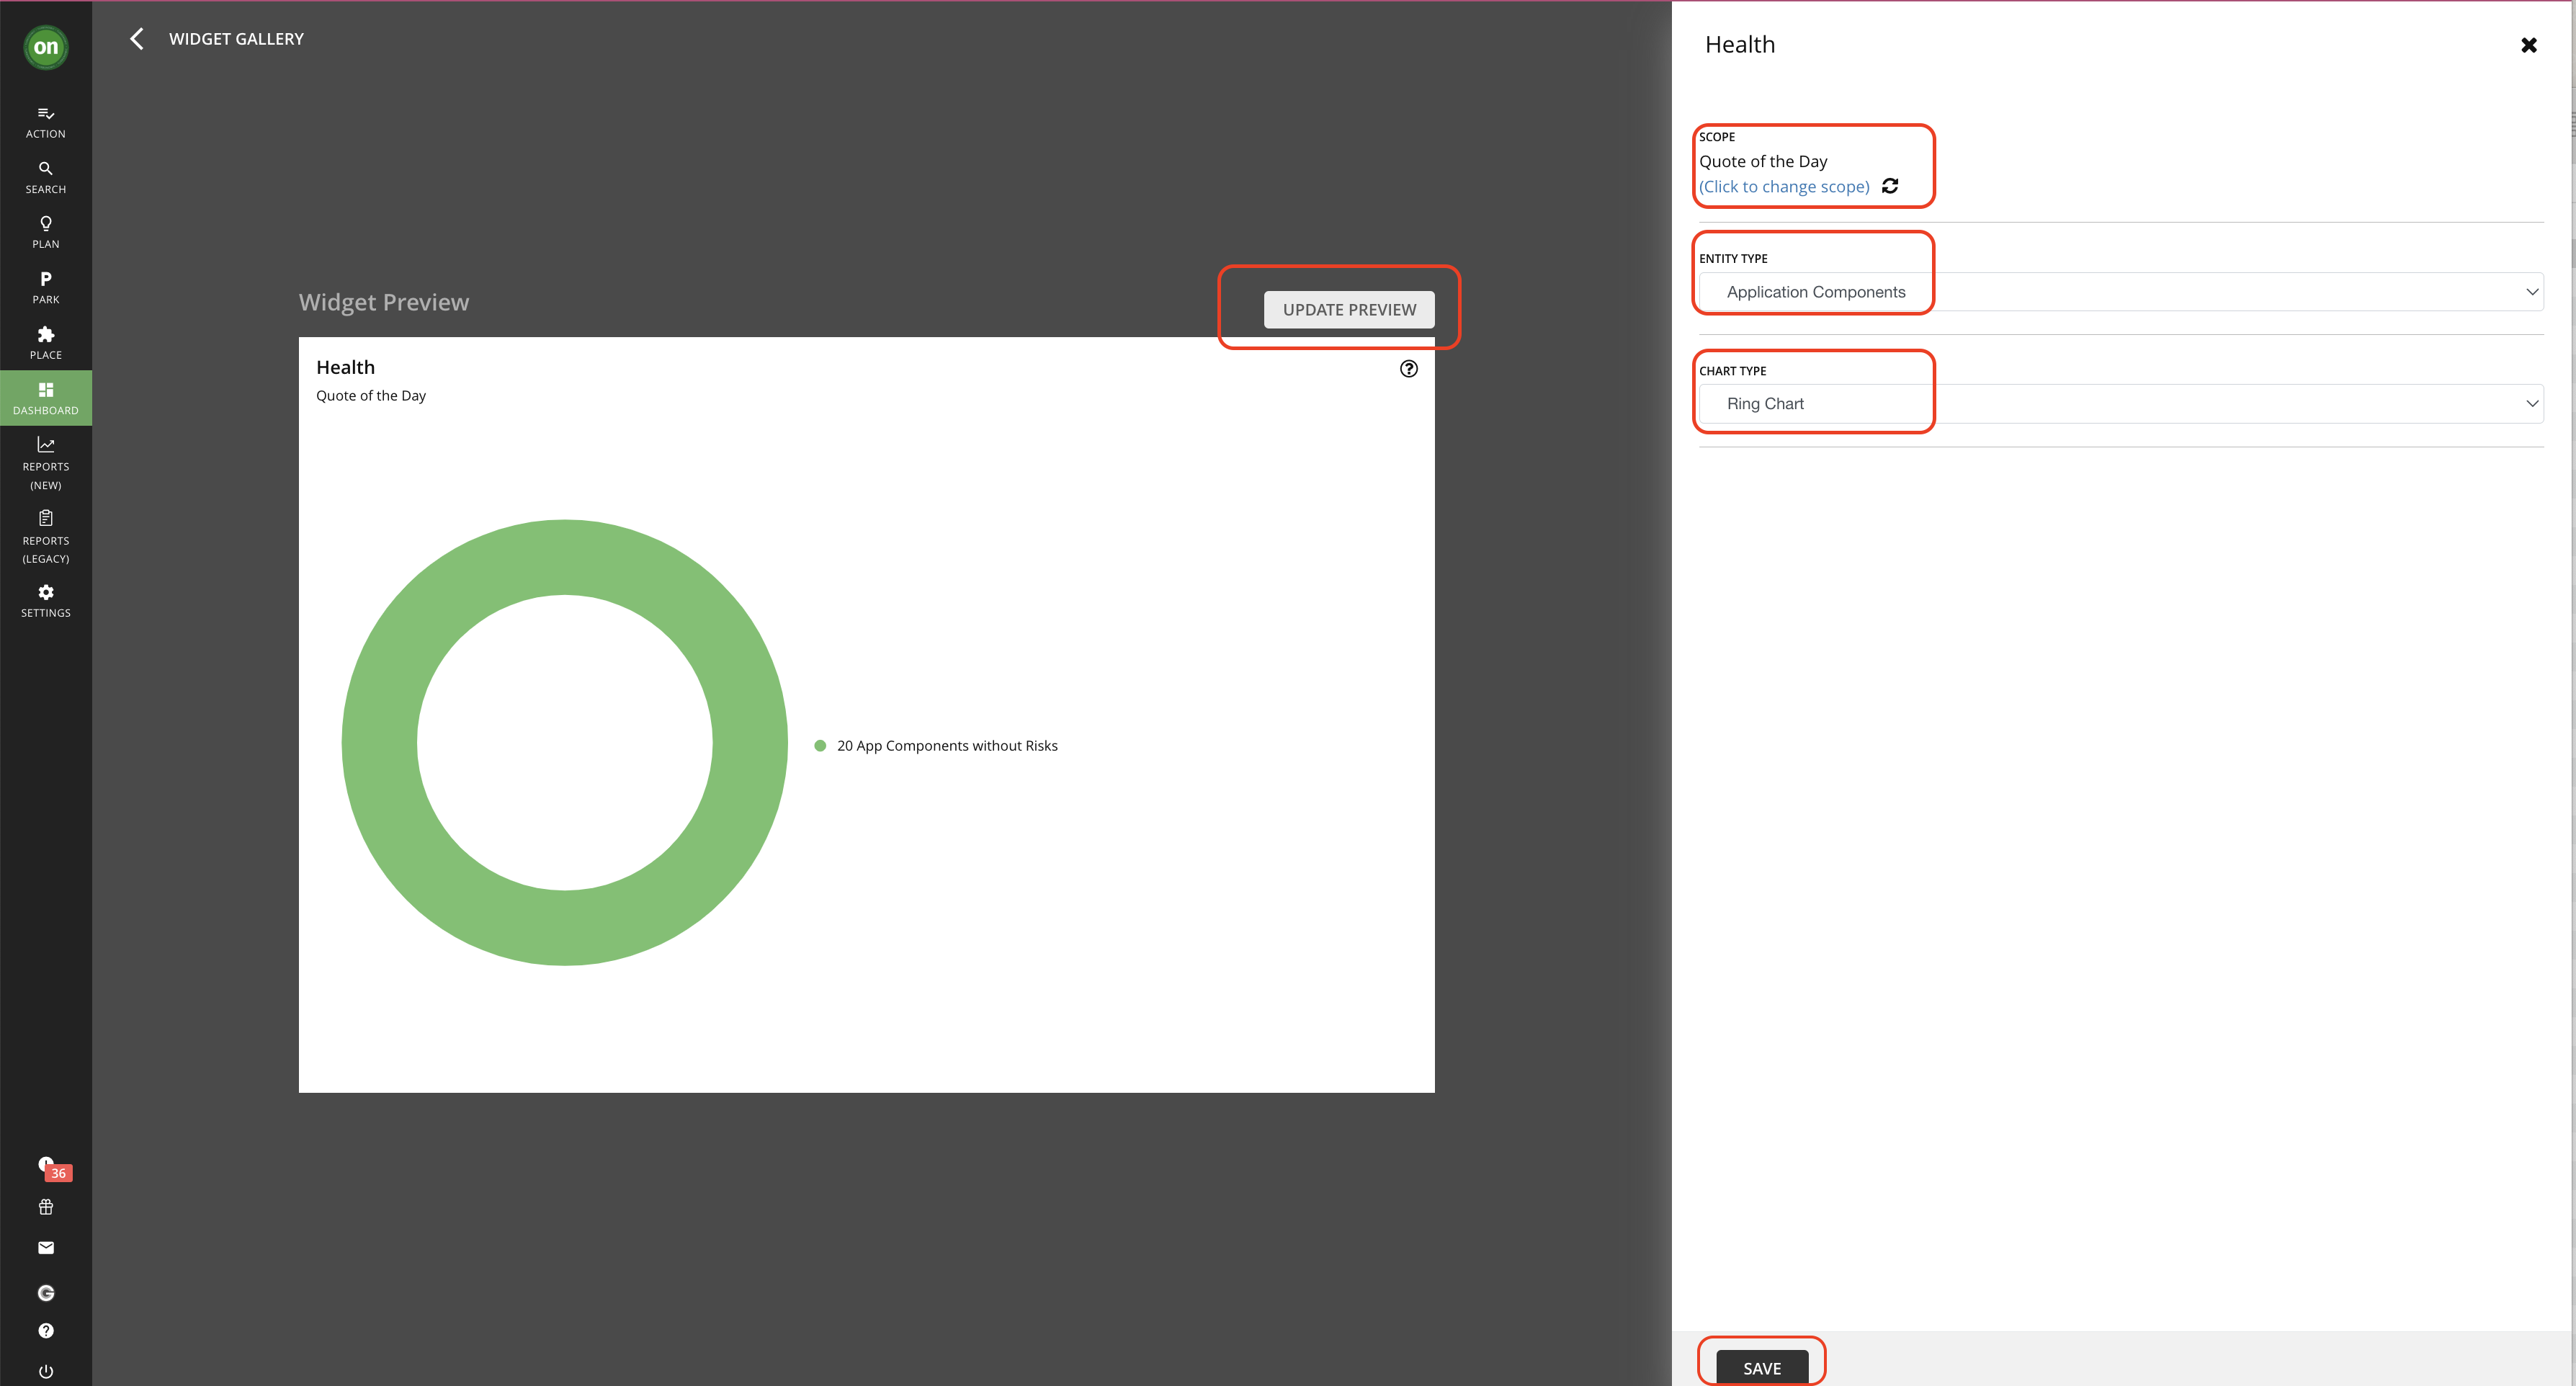 on
ACTION
SEARCH
PLAN
P
PARK
PLACE
DASHBOARD
REPORTS
(NEW)
REPORTS
(LEGACY)
SETTINGS
36
WIDGET GALLERY
Widget Preview
UPDATE PREVIEW
Health
Quote of the Day
20 App Components without Risks
Health
SCOPE
Quote of the Day
(Click to change scope)
ENTITY TYPE
Application Components
CHART TYPE
Ring Chart
SAVE